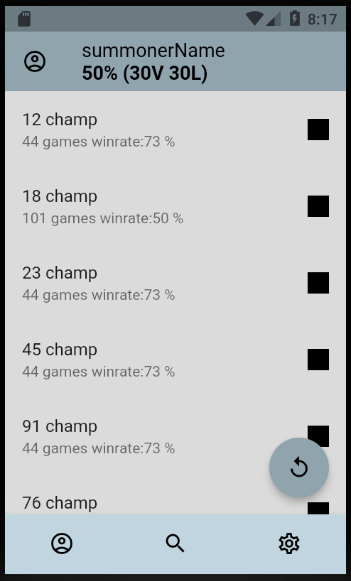 8:17
summonerName
50% (30V 30L)
12 champ
44 games winrate:73 %
18 champ
101 games winrate:50 %
23 champ
44 games winrate:73 %
45 champ
44 games winrate:73 %
91 champ
44 games winrate:73 %
76 champ